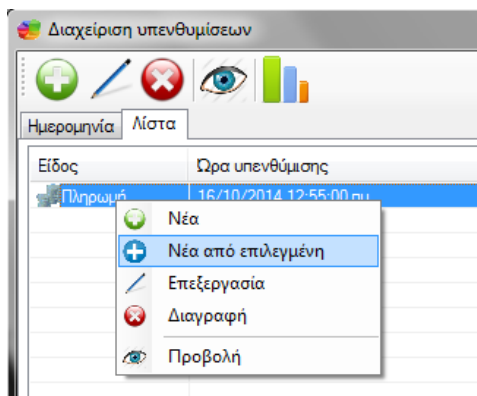 Διαχείριση υπενθυμίσεων
Ημερομηνία Λίστα
Είδος Ώρα υπενθύμισης
Πληρωμή 16/10/2014 12:55:00 πμ
Νέα
Νέα από επιλεγμένη
Επεξεργασία
Διαγραφή
Προβολή